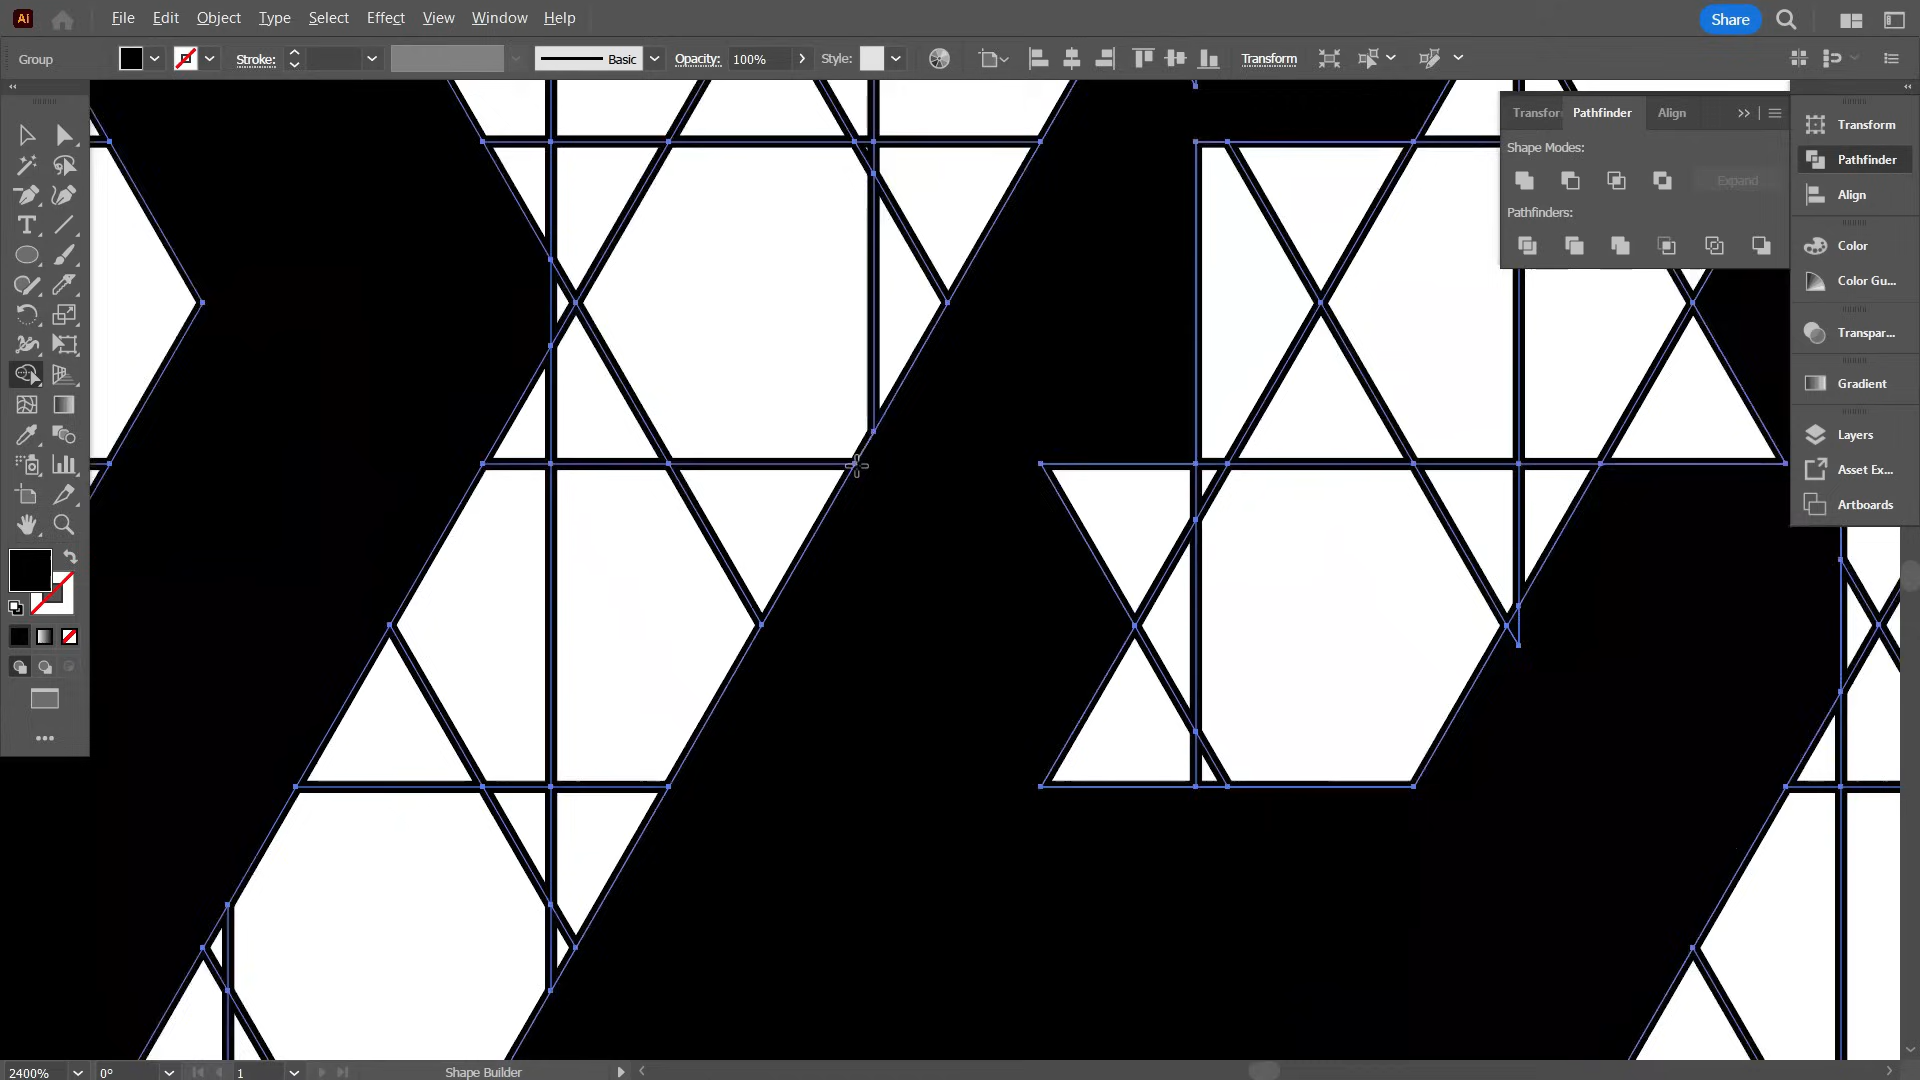 Ai File Edit Object Type Select Effect View Window Help Share
Group Stroke: Basic Opacity: 100% Style: Transform
Transfor Pathfinder Align
Shape Modes:
Expand
Pathfinders:
Transform
Pathfinder
Align
Color
Color Gu...
Transpar...
Gradient
Layers
Asset Ex...
Artboards
2400% 0° 1 Shape Builder